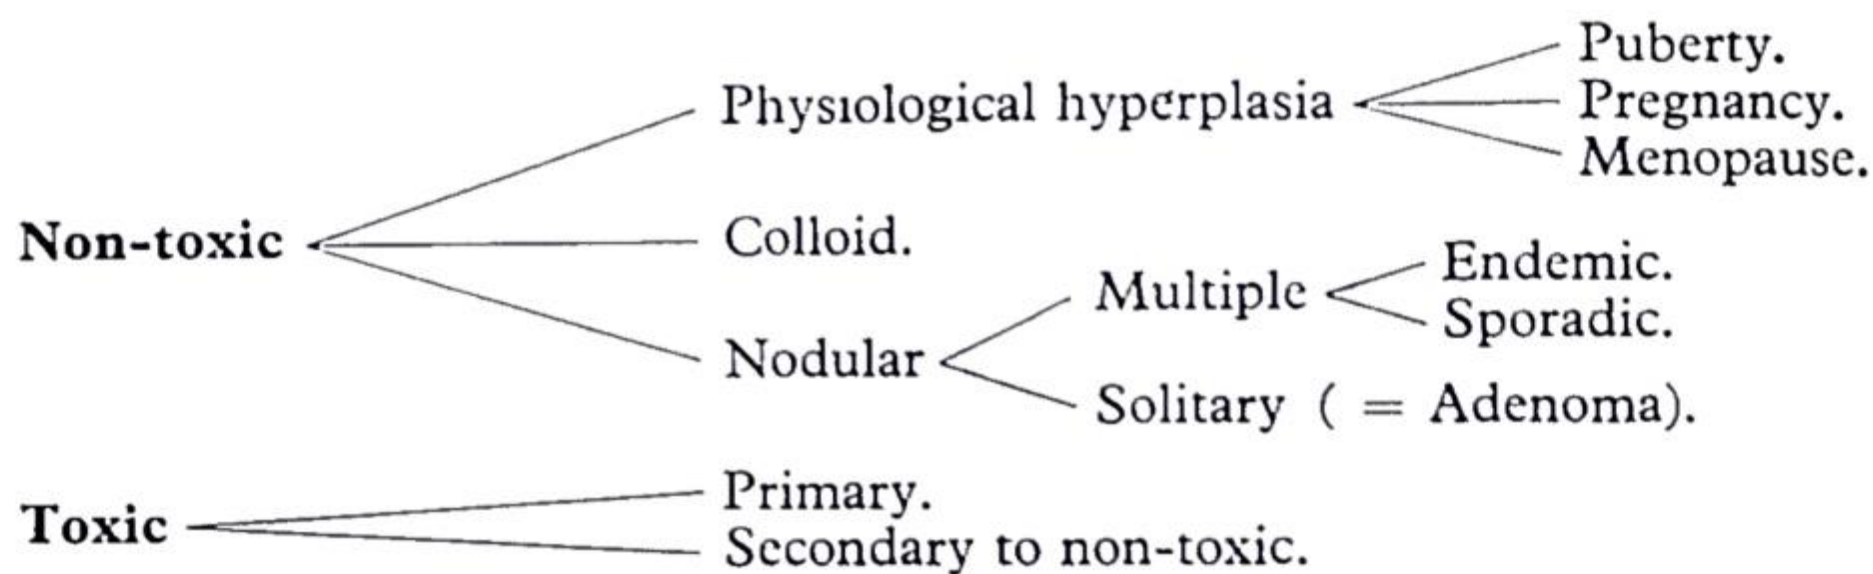 Puberty.
Physiological hyperplasia
Pregnancy.
Menopause.
Non-toxic
Colloid.
Endemic.
Multiple
Sporadic.
Nodular
Solitary ( = Adenoma).
Primary.
Toxic
Secondary to non-toxic.